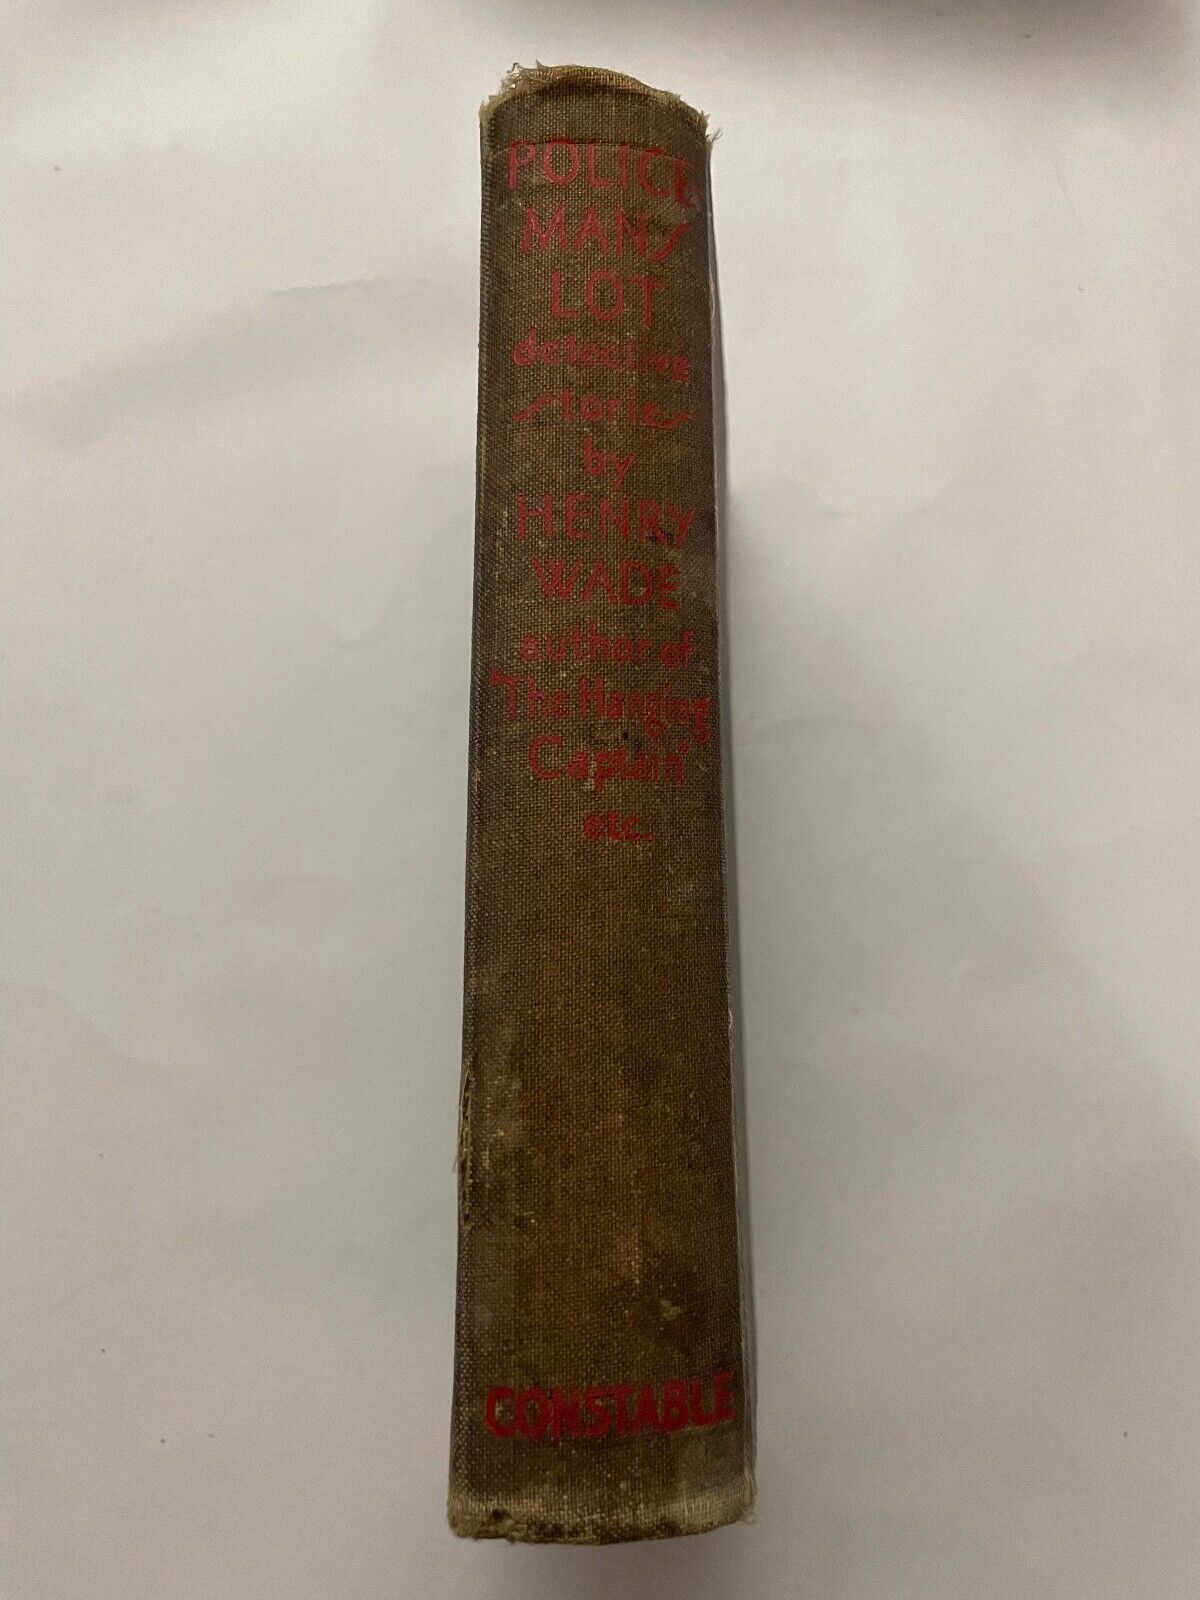 POLICE
MANS
LOT
detective
stories
by
HENRY
WADE
author of
"The Hanging
Captain"
etc.
CONSTABLE